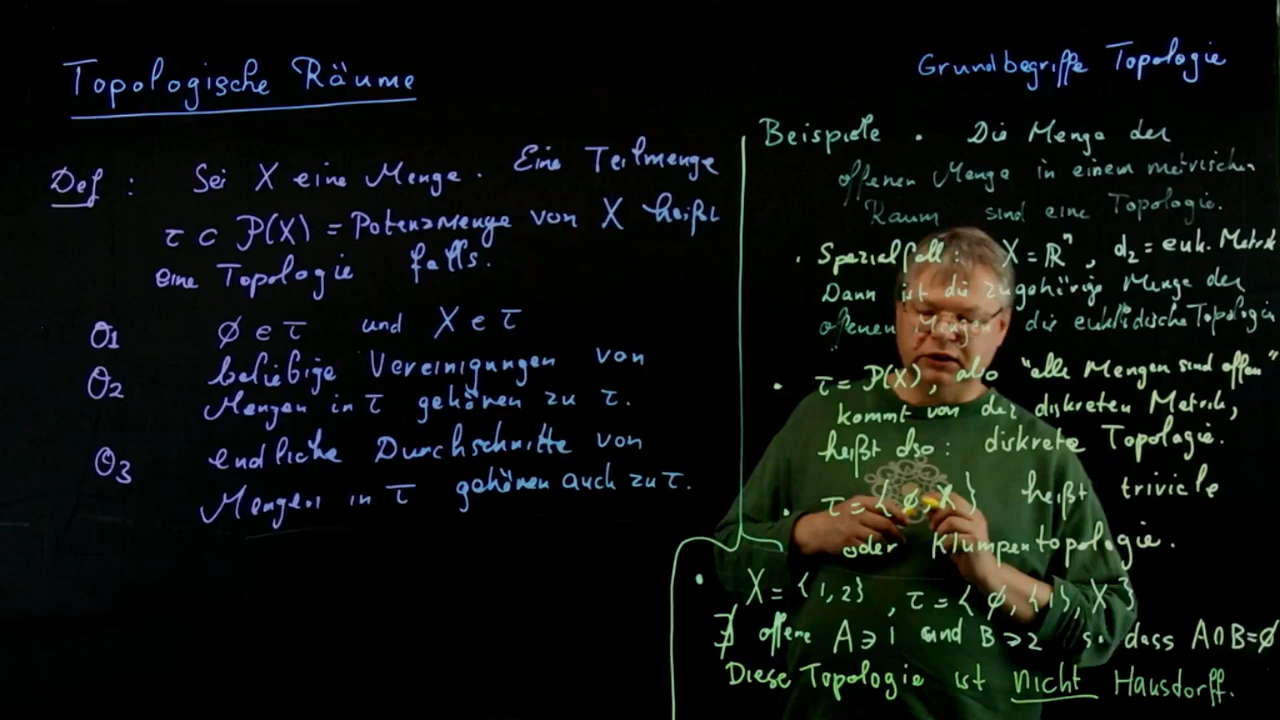 Topologische Räume
Def : Sei X eine Menge. Eine Teilmenge
τ ⊂ P(X) = Potenzmenge von X heißt
eine Topologie falls.
O1 ∅ ∈ τ und X ∈ τ
O2 beliebige Vereinigungen von
Mengen in τ gehören zu τ.
O3 endliche Durchschnitte von
Mengen in τ gehören auch zu τ.
Grundbegriffe Topologie
Beispiele • Die Menge der
offenen Menge in einem metrischen
Raum sind eine Topologie.
• Spezialfall : X = ℝⁿ, d₂ = euk. Metrik
Dann ist die zugehörige Menge der
offenen Mengen die euklidische Topologie
• τ = P(X), also "alle Mengen sind offen"
kommt von der diskreten Metrik,
heißt also : diskrete Topologie.
• τ = {∅, X} heißt triviale
oder Klumpentopologie.
• X = {1,2}, τ = {∅, {1}, X}
∄ offene A ∋ 1 und B ∋ 2 so dass A∩B=∅
Diese Topologie ist nicht Hausdorff.